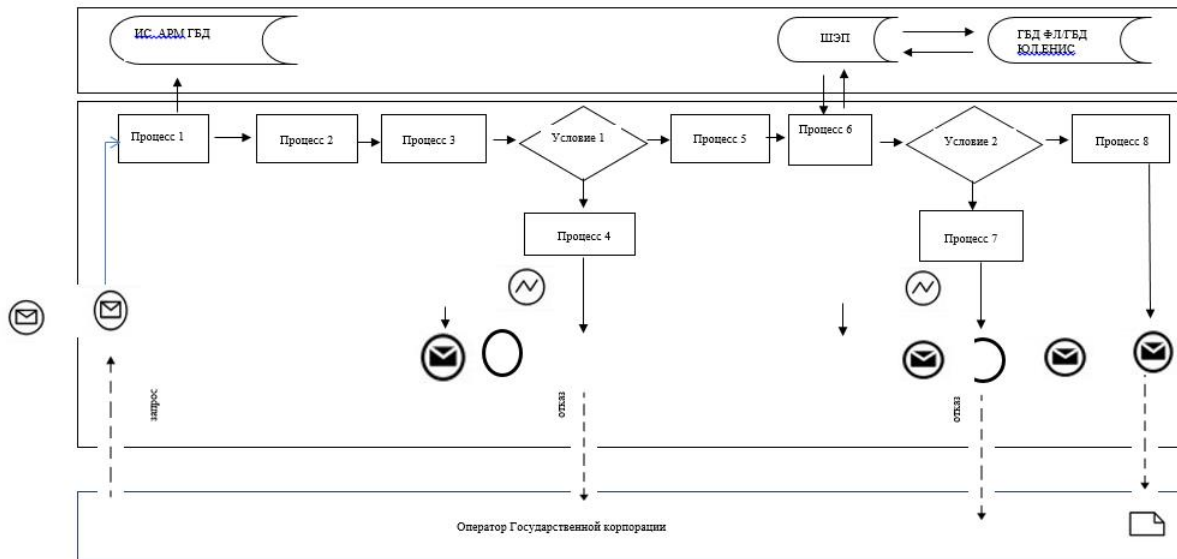 ИС АРМ ГБД
ШЭП
ГБД ФЛ/ГБД
ЮЛ,ЕНИС
Процесс 1
Процесс 2
Процесс 3
Условие 1
Процесс 5
Процесс 6
Условие 2
Процесс 8
Процесс 4
Процесс 7
запрос
отказ
отказ
Оператор Государственной корпорации